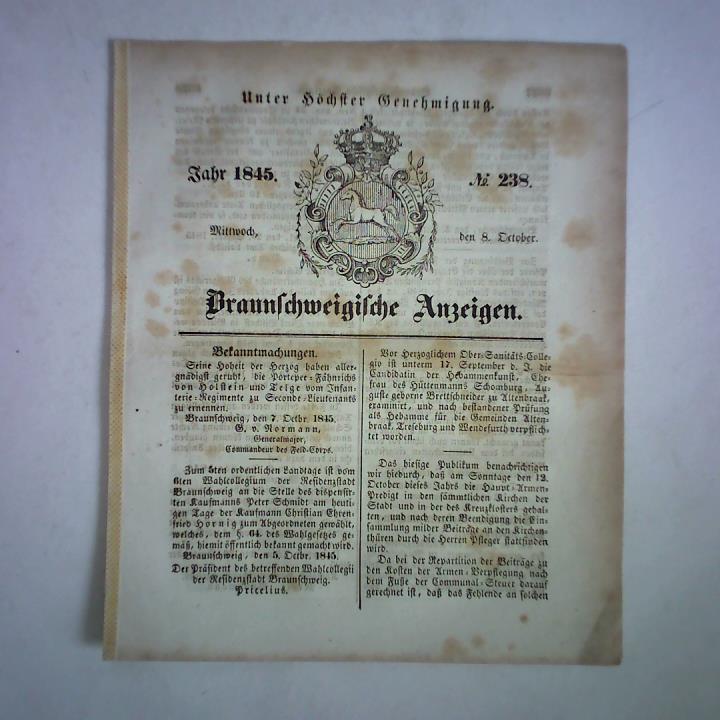 Unter Höchster Genehmigung.
Jahr 1845.
№. 238.
Mittwoch,
den 8. October.
Braunschweigische Anzeigen.
Bekanntmachungen.
Seine Hoheit der Herzog haben aller-
gnädigst geruht, die Porteper-Fähnrichs
von Holstein und Telge vom Infan-
terie-Regimente zu Seconde-Lieutenants
zu ernennen.
Braunschweig, den 7. Octbr. 1845.
G. v. Normann,
Generalmajor,
Commandeur des Feld-Corps.
Zum 5ten ordentlichen Landtage ist vom
6ten Wahlcollegium der Residenzstadt
Braunschweig an die Stelle des dispensir-
ten Kaufmanns Peter Schmidt am heuti-
gen Tage der Kaufmann Christian Ehren-
fried Hornig zum Abgeordneten gewählt,
welches, dem §. 64. des Wahlgesetzes ge-
mäß, hiemit öffentlich bekannt gemacht wird.
Braunschweig, den 5. Octbr. 1845.
Der Präsident des betreffenden Wahlcollegii
der Residenzstadt Braunschweig.
Pricelius.
Vor Herzoglichem Ober-Sanitäts-Colle-
gio ist unterm 17. September d. J. die
Candidatin der Hebammenkunst, Ehe-
frau des Hüttenmanns Schomburg, Au-
guste geborne Brettschneider zu Altenbraak,
examinirt, und nach bestandener Prüfung
als Hebamme für die Gemeinden Alten-
braak, Treseburg und Wendefurth verpflich-
tet worden.
Das hiesige Publikum benachrichtigen
wir hiedurch, daß am Sonntage den 12.
October dieses Jahrs die Haupt-Armen-
Predigt in den sämmtlichen Kirchen der
Stadt und in der des Kreuzklosters gehal-
ten, und nach deren Beendigung die Ein-
sammlung milder Beiträge an den Kirchen-
thüren durch die Herren Pfleger stattfinden
wird.
Da bei der Repartition der Beiträge zu
den Kosten der Armen-Verpflegung nach
dem Fuße der Communal-Steuer darauf
gerechnet ist, daß das Fehlende an solchen